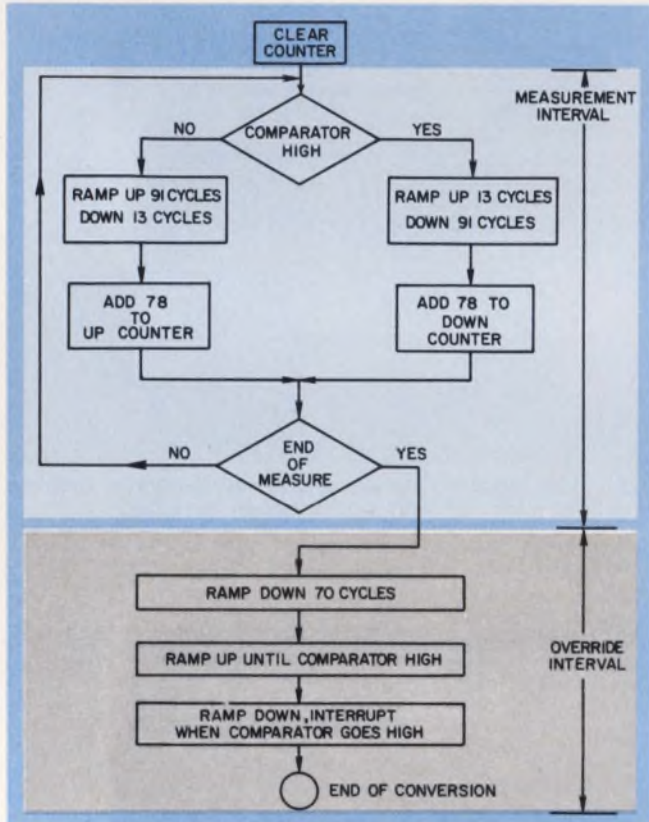 CLEAR
COUNTER
MEASUREMENT
INTERVAL
COMPARATOR
HIGH
NO
YES
RAMP UP 91 CYCLES
DOWN 13 CYCLES
RAMP UP 13 CYCLES
DOWN 91 CYCLES
ADD 78
TO
UP COUNTER
ADD 78 TO
DOWN
COUNTER
END
OF
MEASURE
NO
YES
RAMP DOWN 70 CYCLES
RAMP UP UNTIL COMPARATOR HIGH
OVERRIDE
INTERVAL
RAMP DOWN, INTERRUPT
WHEN COMPARATOR GOES HIGH
END OF CONVERSION